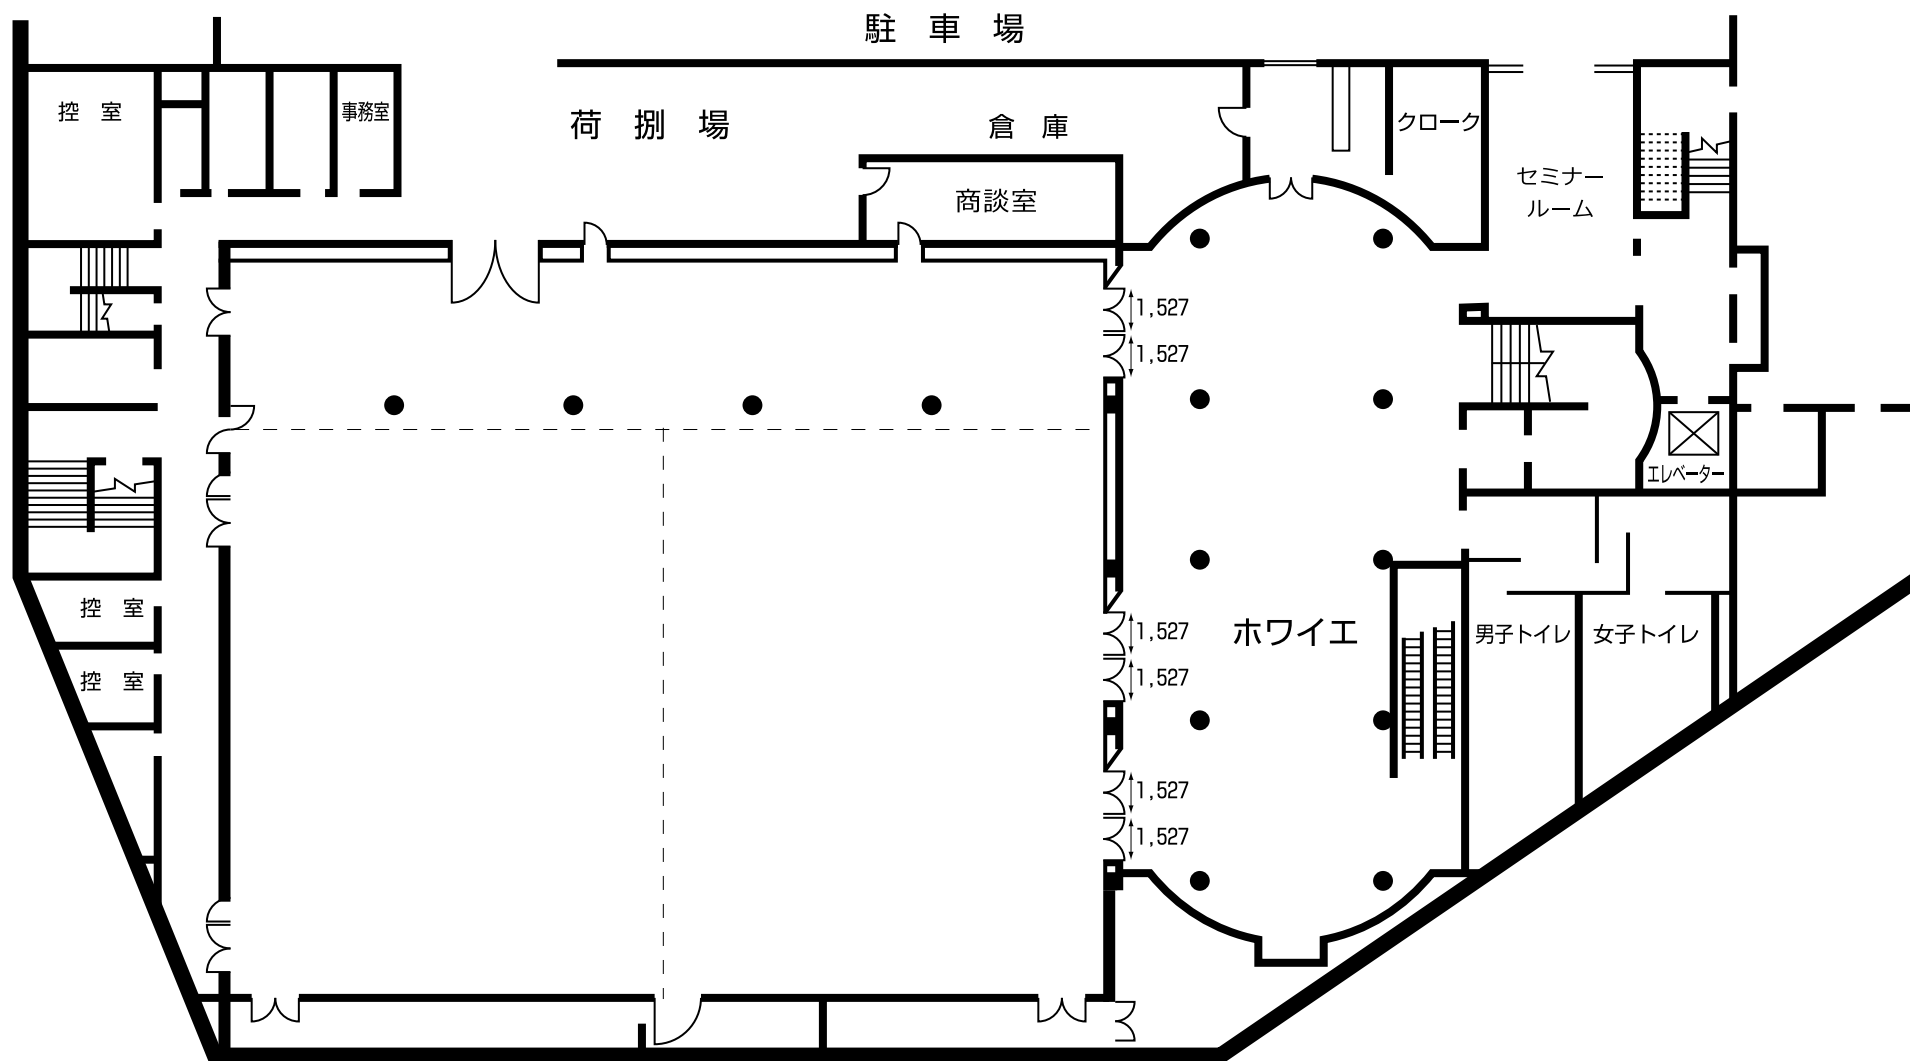 駐 車 場
控 室
事務室
荷 捌 場
倉 庫
クローク
商談室
セミナー
ルーム
1,527
1,527
エレベーター
控 室
1,527
ホワイエ
男子トイレ
女子トイレ
控 室
1,527
1,527
1,527